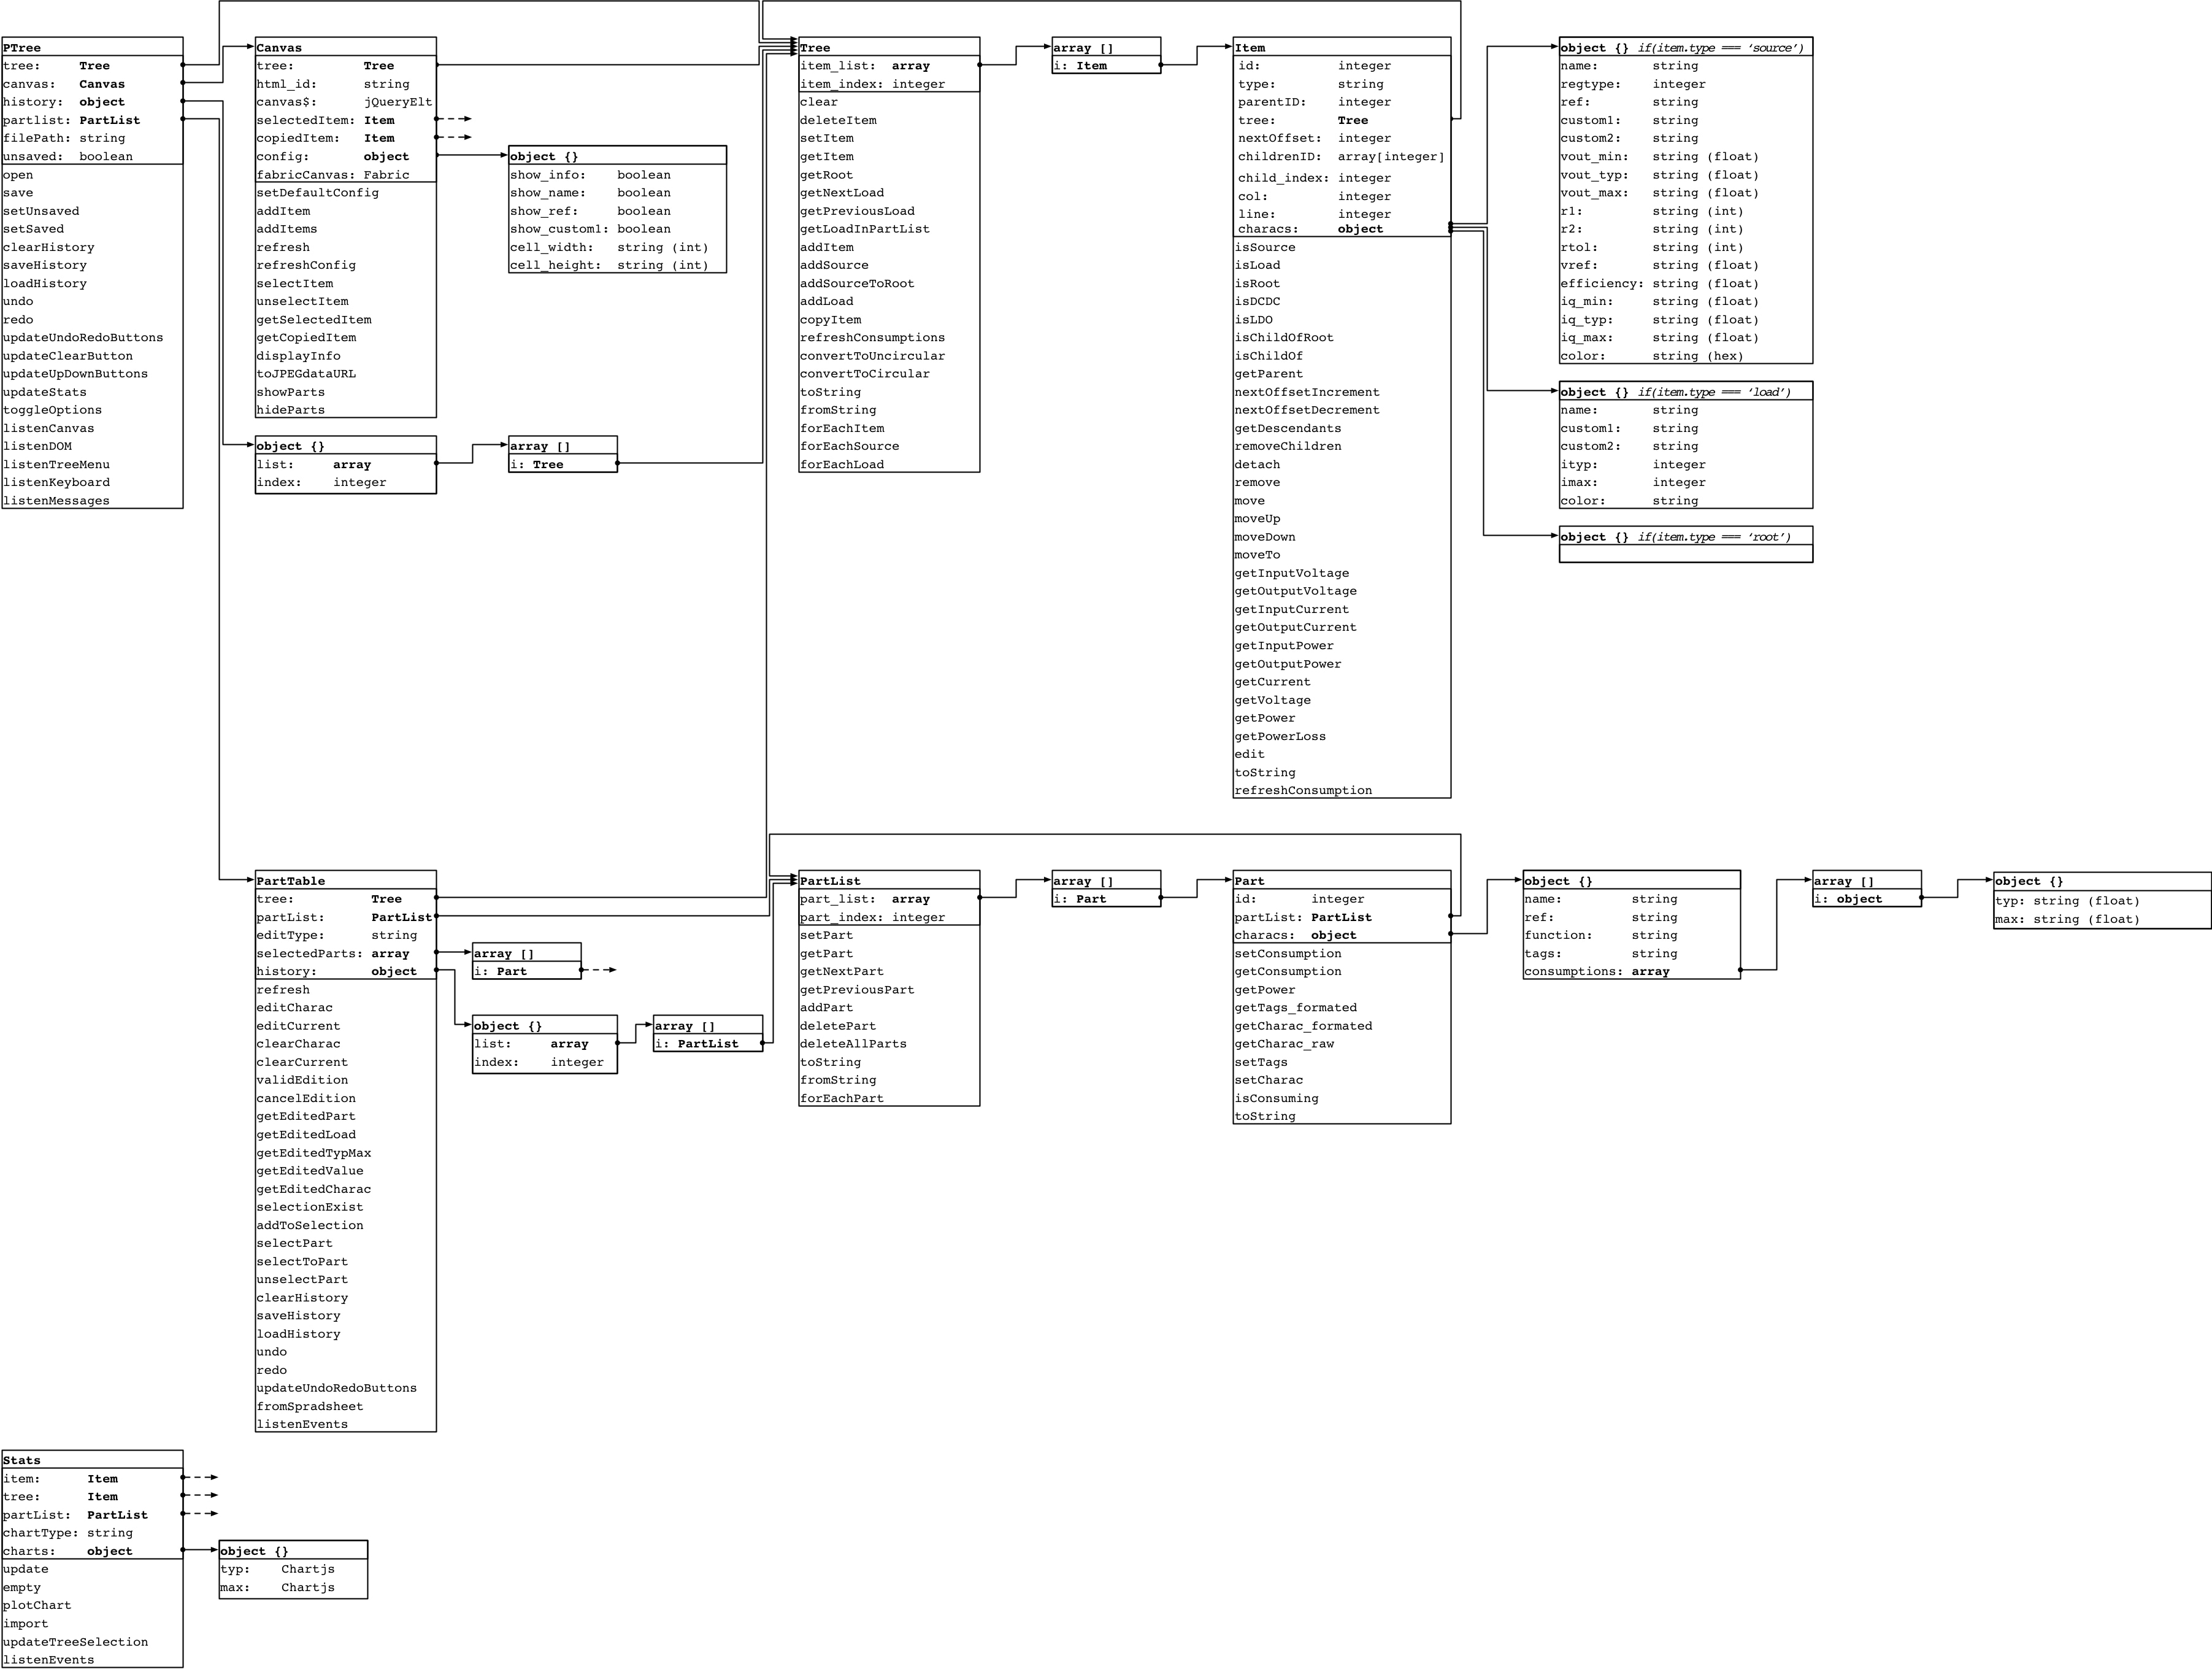 PTree
tree: Tree
canvas: Canvas
history: object
partlist: PartList
filePath: string
unsaved: boolean
open
save
setUnsaved
setSaved
clearHistory
saveHistory
loadHistory
undo
redo
updateUndoRedoButtons
updateClearButton
updateUpDownButtons
updateStats
toggleOptions
listenCanvas
listenDOM
listenTreeMenu
listenKeyboard
listenMessages
Canvas
tree: Tree
html_id: string
canvas$: jQueryElt
selectedItem: Item
copiedItem: Item
config: object
fabricCanvas: Fabric
setDefaultConfig
addItem
addItems
refresh
refreshConfig
selectItem
unselectItem
getSelectedItem
getCopiedItem
displayInfo
toJPEGdataURL
showParts
hideParts
object {}
show_info: boolean
show_name: boolean
show_ref: boolean
show_custom1: boolean
cell_width: string (int)
cell_height: string (int)
object {}
list: array
index: integer
array []
i: Tree
Tree
item_list: array
item_index: integer
clear
deleteItem
setItem
getItem
getRoot
getNextLoad
getPreviousLoad
getLoadInPartList
addItem
addSource
addSourceToRoot
addLoad
copyItem
refreshConsumptions
convertToUncircular
convertToCircular
toString
fromString
forEachItem
forEachSource
forEachLoad
array []
i: Item
Item
id: integer
type: string
parentID: integer
tree: Tree
nextOffset: integer
childrenID: array[integer]
child_index: integer
col: integer
line: integer
characs: object
isSource
isLoad
isRoot
isDCDC
isLDO
isChildOfRoot
isChildOf
getParent
nextOffsetIncrement
nextOffsetDecrement
getDescendants
removeChildren
detach
remove
move
moveUp
moveDown
moveTo
getInputVoltage
getOutputVoltage
getInputCurrent
getOutputCurrent
getInputPower
getOutputPower
getCurrent
getVoltage
getPower
getPowerLoss
edit
toString
refreshConsumption
object {} if(item.type === ‘source’)
name: string
regtype: integer
ref: string
custom1: string
custom2: string
vout_min: string (float)
vout_typ: string (float)
vout_max: string (float)
r1: string (int)
r2: string (int)
rtol: string (int)
vref: string (float)
efficiency: string (float)
iq_min: string (float)
iq_typ: string (float)
iq_max: string (float)
color: string (hex)
object {} if(item.type === ‘load’)
name: string
custom1: string
custom2: string
ityp: integer
imax: integer
color: string
object {} if(item.type === ‘root’)
PartTable
tree: Tree
partList: PartList
editType: string
selectedParts: array
history: object
refresh
editCharac
editCurrent
clearCharac
clearCurrent
validEdition
cancelEdition
getEditedPart
getEditedLoad
getEditedTypMax
getEditedValue
getEditedCharac
selectionExist
addToSelection
selectPart
selectToPart
unselectPart
clearHistory
saveHistory
loadHistory
undo
redo
updateUndoRedoButtons
fromSpradsheet
listenEvents
array []
i: Part
object {}
list: array
index: integer
array []
i: PartList
PartList
part_list: array
part_index: integer
setPart
getPart
getNextPart
getPreviousPart
addPart
deletePart
deleteAllParts
toString
fromString
forEachPart
array []
i: Part
Part
id: integer
partList: PartList
characs: object
setConsumption
getConsumption
getPower
getTags_formated
getCharac_formated
getCharac_raw
setTags
setCharac
isConsuming
toString
object {}
name: string
ref: string
function: string
tags: string
consumptions: array
array []
i: object
object {}
typ: string (float)
max: string (float)
Stats
item: Item
tree: Item
partList: PartList
chartType: string
charts: object
update
empty
plotChart
import
updateTreeSelection
listenEvents
object {}
typ: Chartjs
max: Chartjs